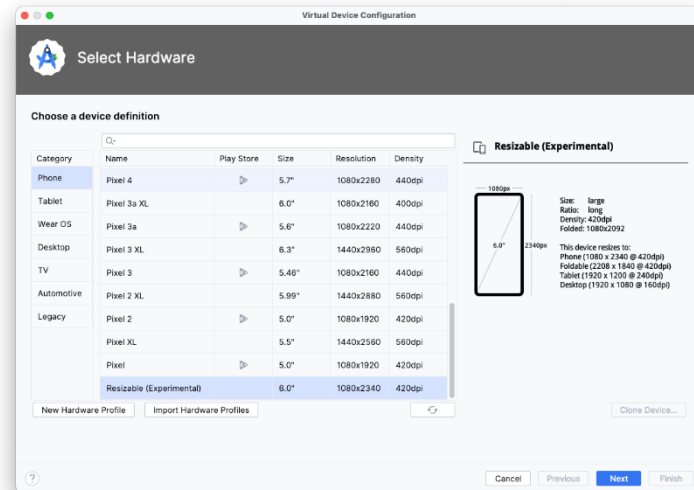 Virtual Device Configuration
Select Hardware
Choose a device definition
Category Name Play Store Size Resolution Density
Phone Pixel 4 5.7" 1080x2280 440dpi
Tablet Pixel 3a XL 6.0" 1080x2160 400dpi
Wear OS Pixel 3a 5.6" 1080x2220 440dpi
Desktop Pixel 3 XL 6.3" 1440x2960 560dpi
TV Pixel 3 5.46" 1080x2160 440dpi
Automotive Pixel 2 XL 5.99" 1440x2880 560dpi
Legacy Pixel 2 5.0" 1080x1920 420dpi
Pixel XL 5.5" 1440x2560 560dpi
Pixel 5.0" 1080x1920 420dpi
Resizable (Experimental) 6.0" 1080x2340 420dpi
New Hardware Profile Import Hardware Profiles
Resizable (Experimental)
1080px
6.0"
2340px
Size: large
Ratio: long
Density: 420dpi
Folded: 1080x2092
This device resizes to:
Phone (1080 x 2340 @ 420dpi)
Foldable (2208 x 1840 @ 420dpi)
Tablet (1920 x 1200 @ 240dpi)
Desktop (1920 x 1080 @ 160dpi)
Clone Device...
? Cancel Previous Next Finish